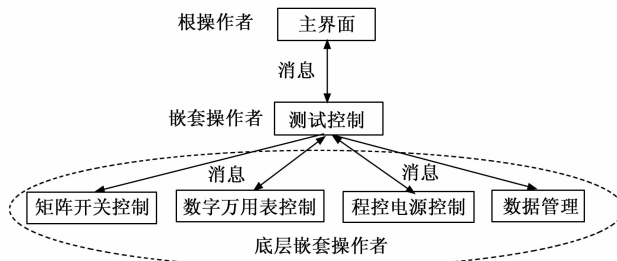 根操作者 主界面
消息
嵌套操作者 测试控制
消息 消息
矩阵开关控制 数字万用表控制 程控电源控制 数据管理
底层嵌套操作者